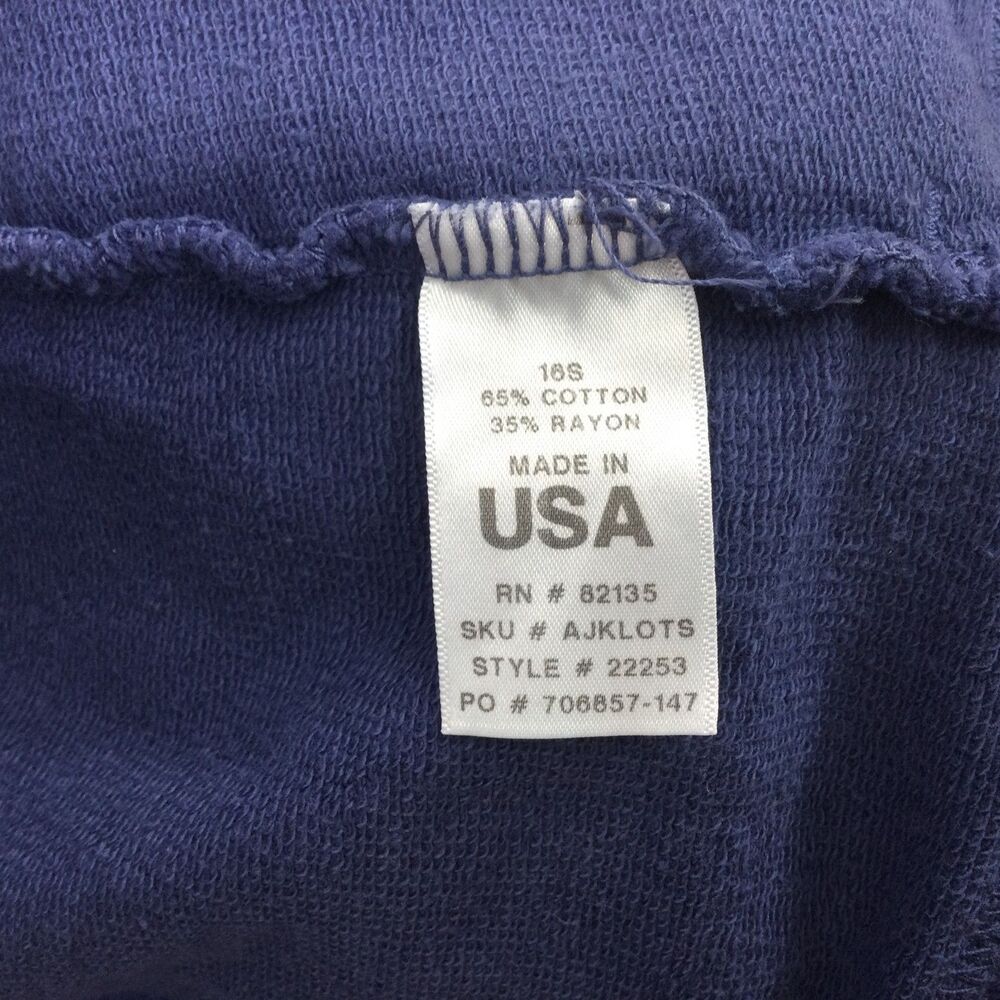 16S
65% COTTON
35% RAYON
MADE IN
USA
RN # 82135
SKU # AJKLOTS
STYLE # 22253
PO # 706857-147